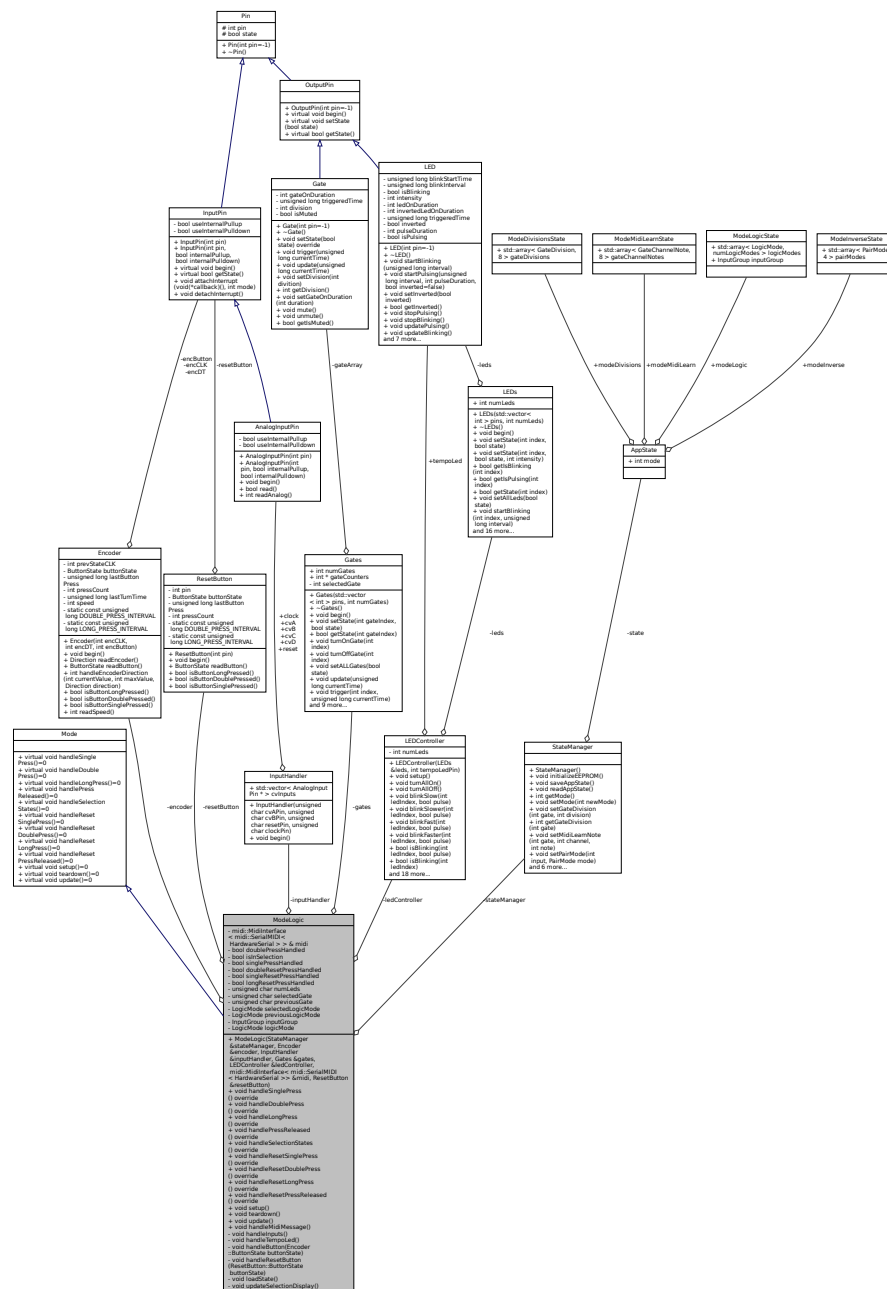 Pin
# int pin
# bool state
+ Pin(int pin=-1)
+ ~Pin()
OutputPin
+ OutputPin(int pin=-1)
+ virtual void begin()
+ virtual void setState
(bool state)
+ virtual bool getState()
LED
- unsigned long blinkStartTime
- unsigned long blinkInterval
- bool isBlinking
- int intensity
- int ledOnDuration
- int invertedLedOnDuration
- unsigned long triggeredTime
- bool inverted
- int pulseDuration
- bool isPulsing
+ LED(int pin=-1)
+ ~LED()
+ void startBlinking
(unsigned long interval)
+ void startPulsing(unsigned
long interval, int pulseDuration,
bool inverted=false)
+ void setInverted(bool
inverted)
+ bool getInverted()
+ void stopPulsing()
+ void stopBlinking()
+ void updatePulsing()
+ void updateBlinking()
and 7 more...
Gate
- int gateOnDuration
- unsigned long triggeredTime
- int division
- bool isMuted
+ Gate(int pin=-1)
+ ~Gate()
+ void setState(bool
state) override
+ void trigger(unsigned
long currentTime)
+ void update(unsigned
long currentTime)
+ void setDivision(int
divition)
+ int getDivision()
+ void setGateOnDuration
(int duration)
+ void mute()
+ void unmute()
+ bool getIsMuted()
InputPin
- bool useInternalPullup
- bool useInternalPulldown
+ InputPin(int pin)
+ InputPin(int pin,
bool internalPullup,
bool internalPulldown)
+ virtual void begin()
+ virtual bool getState()
+ void attachInterrupt
(void(*callback)(), int mode)
+ void detachInterrupt()
ModeDivisionsState
+ std::array< GateDivision,
8 > gateDivisions
ModeMidiLearnState
+ std::array< GateChannelNote,
8 > gateChannelNotes
ModeLogicState
+ std::array< LogicMode,
numLogicModes > logicModes
+ InputGroup inputGroup
ModeInverseState
+ std::array< PairMode
4 > pairModes
-encButton
-encCLK
-encDT
-resetButton
-gateArray
-leds
+modeDivisions
+modeMidiLearn
+modeLogic
+modeInverse
LEDs
+ int numLeds
+ LEDs(std::vector<
int > pins, int numLeds)
+ ~LEDs()
+ void begin()
+ void setState(int index,
bool state)
+ void setState(int index,
bool state, int intensity)
+ bool getIsBlinking
(int index)
+ bool getIsPulsing(int
index)
+ bool getState(int index)
+ void setAllLeds(bool
state)
+ void startBlinking
(int index, unsigned
long interval)
and 16 more...
AnalogInputPin
- bool useInternalPullup
- bool useInternalPulldown
+ AnalogInputPin(int pin)
+ AnalogInputPin(int
pin, bool internalPullup,
bool internalPulldown)
+ void begin()
+ bool read()
+ int readAnalog()
AppState
+ int mode
+tempoLed
Encoder
- int prevStateCLK
- ButtonState buttonState
- unsigned long lastButton
Press
- int pressCount
- unsigned long lastTurnTime
- int speed
- static const unsigned
long DOUBLE_PRESS_INTERVAL
- static const unsigned
long LONG_PRESS_INTERVAL
+ Encoder(int encCLK,
int encDT, int encButton)
+ void begin()
+ Direction readEncoder()
+ ButtonState readButton()
+ int handleEncoderDirection
(int currentValue, int maxValue,
Direction direction)
+ bool isButtonLongPressed()
+ bool isButtonDoublePressed()
+ bool isButtonSinglePressed()
+ int readSpeed()
ResetButton
- int pin
- ButtonState buttonState
- unsigned long lastButton
Press
- int pressCount
- static const unsigned
long DOUBLE_PRESS_INTERVAL
- static const unsigned
long LONG_PRESS_INTERVAL
+ ResetButton(int pin)
+ void begin()
+ ButtonState readButton()
+ bool isButtonLongPressed()
+ bool isButtonDoublePressed()
+ bool isButtonSinglePressed()
+clock
+cvA
+cvB
+cvC
+cvD
+reset
Gates
+ int numGates
+ int * gateCounters
- int selectedGate
+ Gates(std::vector
< int > pins, int numGates)
+ ~Gates()
+ void begin()
+ void setState(int gateIndex,
bool state)
+ bool getState(int gateIndex)
+ void turnOnGate(int
index)
+ void turnOffGate(int
index)
+ void setALLGates(bool
state)
+ void update(unsigned
long currentTime)
+ void trigger(int index,
unsigned long currentTime)
and 9 more...
-leds
-state
Mode
+ virtual void handleSingle
Press()=0
+ virtual void handleDouble
Press()=0
+ virtual void handleLongPress()=0
+ virtual void handlePress
Released()=0
+ virtual void handleSelection
States()=0
+ virtual void handleReset
SinglePress()=0
+ virtual void handleReset
DoublePress()=0
+ virtual void handleReset
LongPress()=0
+ virtual void handleReset
PressReleased()=0
+ virtual void setup()=0
+ virtual void teardown()=0
+ virtual void update()=0
InputHandler
+ std::vector< AnalogInput
Pin * > cvInputs
+ InputHandler(unsigned
char cvAPin, unsigned
char cvBPin, unsigned
char resetPin, unsigned
char clockPin)
+ void begin()
LEDController
- int numLeds
+ LEDController(LEDs
&leds, int tempoLedPin)
+ void setup()
+ void turnAllOn()
+ void turnAllOff()
+ void blinkSlow(int
ledIndex, bool pulse)
+ void blinkSlower(int
ledIndex, bool pulse)
+ void blinkFast(int
ledIndex, bool pulse)
+ void blinkFaster(int
ledIndex, bool pulse)
+ bool isBlinking(int
ledIndex, bool pulse)
+ bool isBlinking(int
ledIndex)
and 18 more...
StateManager
+ StateManager()
+ void initializeEEPROM()
+ void saveAppState()
+ void readAppState()
+ int getMode()
+ void setMode(int newMode)
+ void setGateDivision
(int gate, int division)
+ int getGateDivision
(int gate)
+ void setMidiLearnNote
(int gate, int channel,
int note)
+ void setPairMode(int
input, PairMode mode)
and 6 more...
-encoder
-resetButton
-gates
-inputHandler
-ledController
-stateManager
ModeLogic
- midi::MidiInterface
< midi::SerialMIDI<
HardwareSerial > > & midi
- bool doublePressHandled
- bool isInSelection
- bool singlePressHandled
- bool doubleResetPressHandled
- bool singleResetPressHandled
- bool longResetPressHandled
- unsigned char numLeds
- unsigned char selectedGate
- unsigned char previousGate
- LogicMode selectedLogicMode
- LogicMode previousLogicMode
- InputGroup inputGroup
- LogicMode logicMode
+ ModeLogic(StateManager
&stateManager, Encoder
&encoder, InputHandler
&inputHandler, Gates &gates,
LEDController &ledController,
midi::MidiInterface< midi::SerialMIDI
< HardwareSerial >> &midi, ResetButton
&resetButton)
+ void handleSinglePress
() override
+ void handleDoublePress
() override
+ void handleLongPress
() override
+ void handlePressReleased
() override
+ void handleSelectionStates
() override
+ void handleResetSinglePress
() override
+ void handleResetDoublePress
() override
+ void handleResetLongPress
() override
+ void handleResetPressReleased
() override
+ void setup()
+ void teardown()
+ void update()
+ void handleMidiMessage()
- void handleInputs()
- void handleTempoLed()
- void handleButton(Encoder
::ButtonState buttonState)
- void handleResetButton
(ResetButton::ButtonState
buttonState)
- void loadState()
- void updateSelectionDisplay()